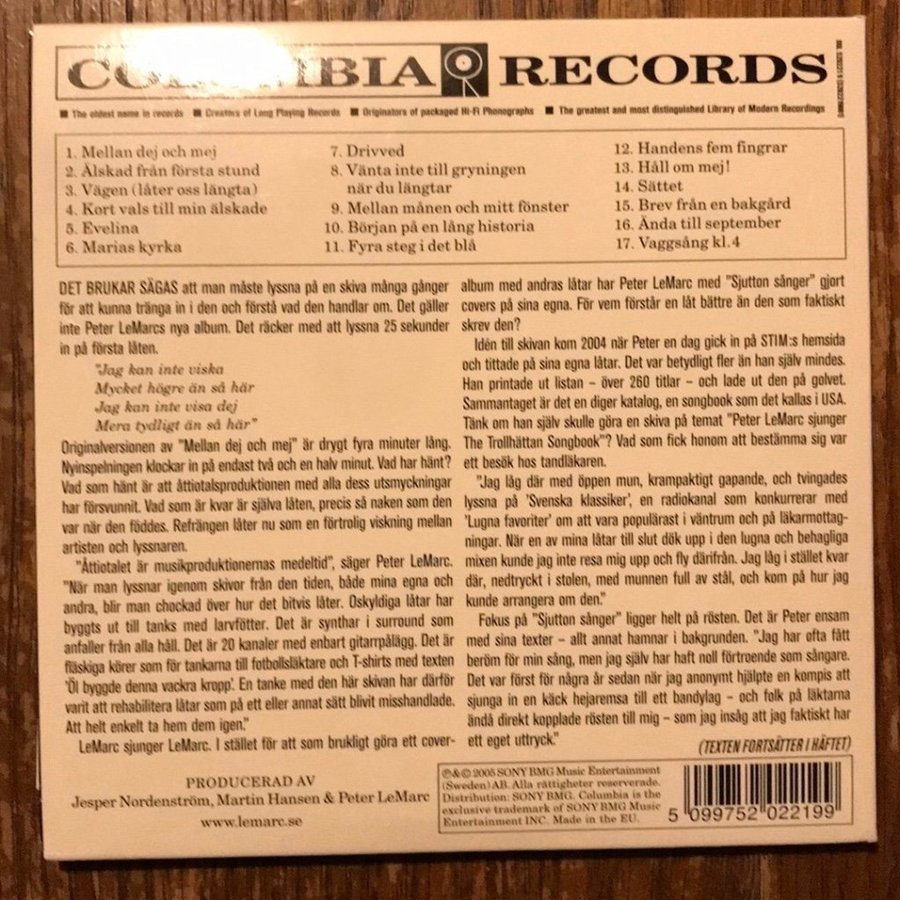 COLUMBIA RECORDS
The oldest name in records Creators of Long Playing Records Originators of packaged Hi-Fi Phonographs The greatest and most distinguished Library of Modern Recordings
1. Mellan dej och mej
2. Älskad från första stund
3. Vägen (låter oss längta)
4. Kort vals till min älskade
5. Evelina
6. Marias kyrka
7. Drivved
8. Vänta inte till gryningen
när du längtar
9. Mellan månen och mitt fönster
10. Början på en lång historia
11. Fyra steg i det blå
12. Handens fem fingrar
13. Håll om mej!
14. Sättet
15. Brev från en bakgård
16. Ända till september
17. Vaggsång kl. 4
DET BRUKAR SÄGAS att man måste lyssna på en skiva många gånger
för att kunna tränga in i den och förstå vad den handlar om. Det gäller
inte Peter LeMarcs nya album. Det räcker med att lyssna 25 sekunder
in på första låten.
"Jag kan inte viska
Mycket högre än så här
Jag kan inte visa dej
Mera tydligt än så här"
Originalversionen av "Mellan dej och mej" är drygt fyra minuter lång.
Nyinspelningen klockar in på endast två och en halv minut. Vad har hänt?
Vad som hänt är att åttiotalsproduktionen med alla dess utsmyckningar
har försvunnit. Vad som är kvar är själva låten, precis så naken som den
var när den föddes. Refrängen låter nu som en förtrolig viskning mellan
artisten och lyssnaren.
"Åttiotalet är musikproduktionernas medeltid", säger Peter LeMarc.
"När man lyssnar igenom skivor från den tiden, både mina egna och
andra, blir man chockad över hur det bitvis låter. Oskyldiga låtar har
byggts ut till tanks med larvfötter. Det är synthar i surround som
anfaller från alla håll. Det är 20 kanaler med enbart gitarrpålägg. Det är
fläskiga körer som för tankarna till fotbollsläktare och T-shirts med texten
'Öl byggde denna vackra kropp'. En tanke med den här skivan har därför
varit att rehabilitera låtar som på ett eller annat sätt blivit misshandlade.
Att helt enkelt ta hem dem igen."
LeMarc sjunger LeMarc. I stället för att som brukligt göra ett cover-
album med andras låtar har Peter LeMarc med "Sjutton sånger" gjort
covers på sina egna. För vem förstår en låt bättre än den som faktiskt
skrev den?
Idén till skivan kom 2004 när Peter en dag gick in på STIM:s hemsida
och tittade på sina egna låtar. Det var betydligt fler än han själv mindes.
Han printade ut listan – över 260 titlar – och lade ut den på golvet.
Sammantaget är det en diger katalog, en songbook som det kallas i USA.
Tänk om han själv skulle göra en skiva på temat "Peter LeMarc sjunger
The Trollhättan Songbook"? Vad som fick honom att bestämma sig var
ett besök hos tandläkaren.
"Jag låg där med öppen mun, krampaktigt gapande, och tvingades
lyssna på 'Svenska klassiker', en radiokanal som konkurrerar med
'Lugna favoriter' om att vara populärast i väntrum och på läkarmottag-
ningar. När en av mina låtar till slut dök upp i den lugna och behagliga
mixen kunde jag inte resa mig upp och fly därifrån. Jag låg i stället kvar
där, nedtryckt i stolen, med munnen full av stål, och kom på hur jag
kunde arrangera om den."
Fokus på "Sjutton sånger" ligger helt på rösten. Det är Peter ensam
med sina texter – allt annat hamnar i bakgrunden. "Jag har ofta fått
beröm för min sång, men jag själv har haft noll förtroende som sångare.
Det var först för några år sedan när jag anonymt hjälpte en kompis att
sjunga in en käck hejaramsa till ett bandylag – och folk på läktarna
ändå direkt kopplade rösten till mig – som jag insåg att jag faktiskt har
ett eget uttryck."
(TEXTEN FORTSÄTTER I HÄFTET)
PRODUCERAD AV
Jesper Nordenström, Martin Hansen & Peter LeMarc
www.lemarc.se
℗&© 2005 SONY BMG Music Entertainment
(Sweden) AB. Alla rättigheter reserverade.
Distribution: SONY BMG. Columbia is the
exclusive trademark of SONY BMG Music
Entertainment INC. Made in the EU.
5 099752 022199